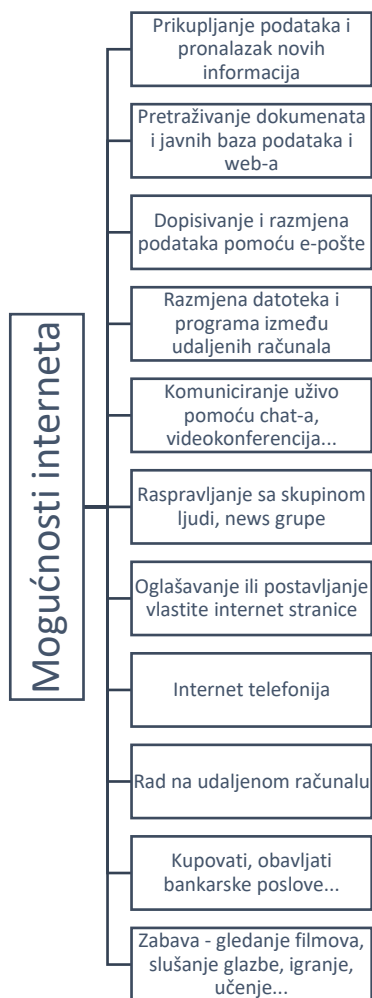 Mogućnosti interneta
Prikupljanje podataka i
pronalazak novih
informacija
Pretraživanje dokumenata
i javnih baza podataka i
web-a
Dopisivanje i razmjena
podataka pomoću e-pošte
Razmjena datoteka i
programa između
udaljenih računala
Komuniciranje uživo
pomoću chat-a,
videokonferencija...
Raspravljanje sa skupinom
ljudi, news grupe
Oglašavanje ili postavljanje
vlastite internet stranice
Internet telefonija
Rad na udaljenom računalu
Kupovati, obavljati
bankarske poslove...
Zabava - gledanje filmova,
slušanje glazbe, igranje,
učenje...